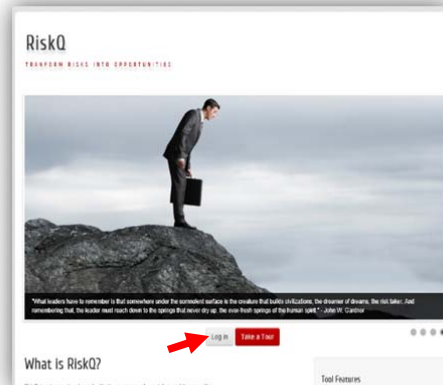 RiskQ
TRANSFORM RISKS INTO OPPORTUNITIES
"What leaders have to remember is that somewhere under the somnolent surface is the creature that builds civilizations, the dreamer of dreams, the risk taker. And
remembering that, the leader must reach down to the springs that never dry up, the ever-fresh springs of the human spirit." - John W. Gardner
Log in Take a Tour
What is RiskQ?
Tool Features